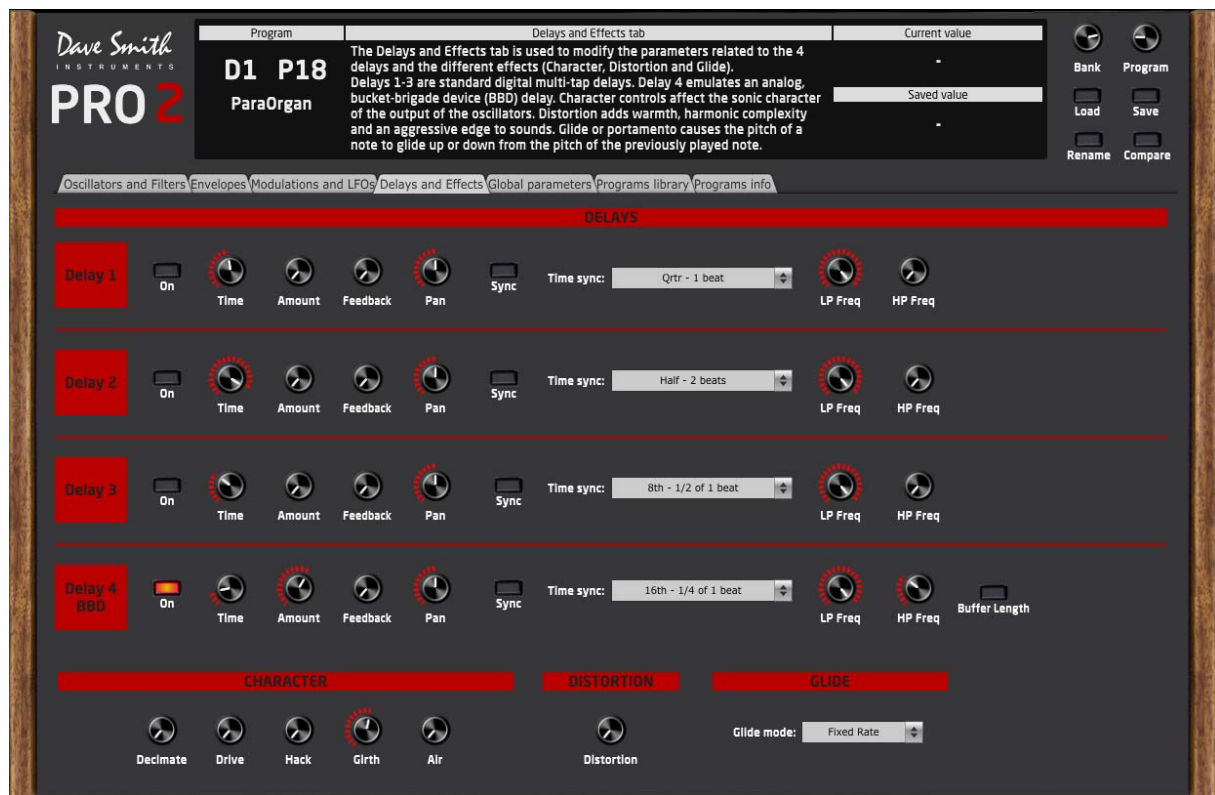 Dave Smith
INSTRUMENTS
PRO 2
Program
D1 P18
ParaOrgan
Delays and Effects tab
The Delays and Effects tab is used to modify the parameters related to the 4
delays and the different effects (Character, Distortion and Glide).
Delays 1-3 are standard digital multi-tap delays. Delay 4 emulates an analog,
bucket-brigade device (BBD) delay. Character controls affect the sonic character
of the output of the oscillators. Distortion adds warmth, harmonic complexity
and an aggressive edge to sounds. Glide or portamento causes the pitch of a
note to glide up or down from the pitch of the previously played note.
Current value
-
Saved value
-
Bank Program
Load Save
Rename Compare
Oscillators and Filters Envelopes Modulations and LFOs Delays and Effects Global parameters Programs library Programs info
DELAYS
Delay 1
On
Time Amount Feedback Pan
Sync
Time sync: Qrtr - 1 beat
LP Freq HP Freq
Delay 2
On
Time Amount Feedback Pan
Sync
Time sync: Half - 2 beats
LP Freq HP Freq
Delay 3
On
Time Amount Feedback Pan
Sync
Time sync: 8th - 1/2 of 1 beat
LP Freq HP Freq
Delay 4
BBD
On
Time Amount Feedback Pan
Sync
Time sync: 16th - 1/4 of 1 beat
LP Freq HP Freq
Buffer Length
CHARACTER
Decimate Drive Hack Girth Air
DISTORTION
Distortion
GLIDE
Glide mode: Fixed Rate